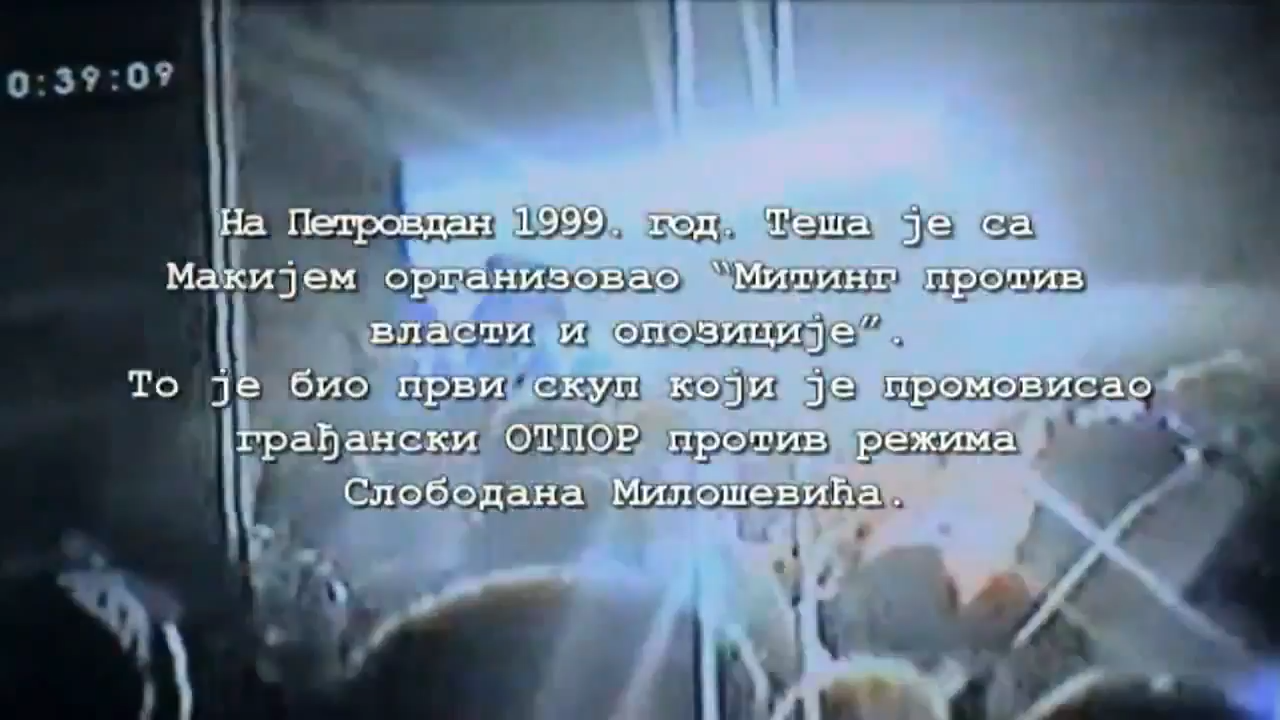 0:39:09
На Петровдан 1999. год. Теша је са
Макијем организовао “Митинг против
власти и опозиције”.
То је био први скуп који је промовисао
грађански ОТПОР против режима
Слободана Милошевића.